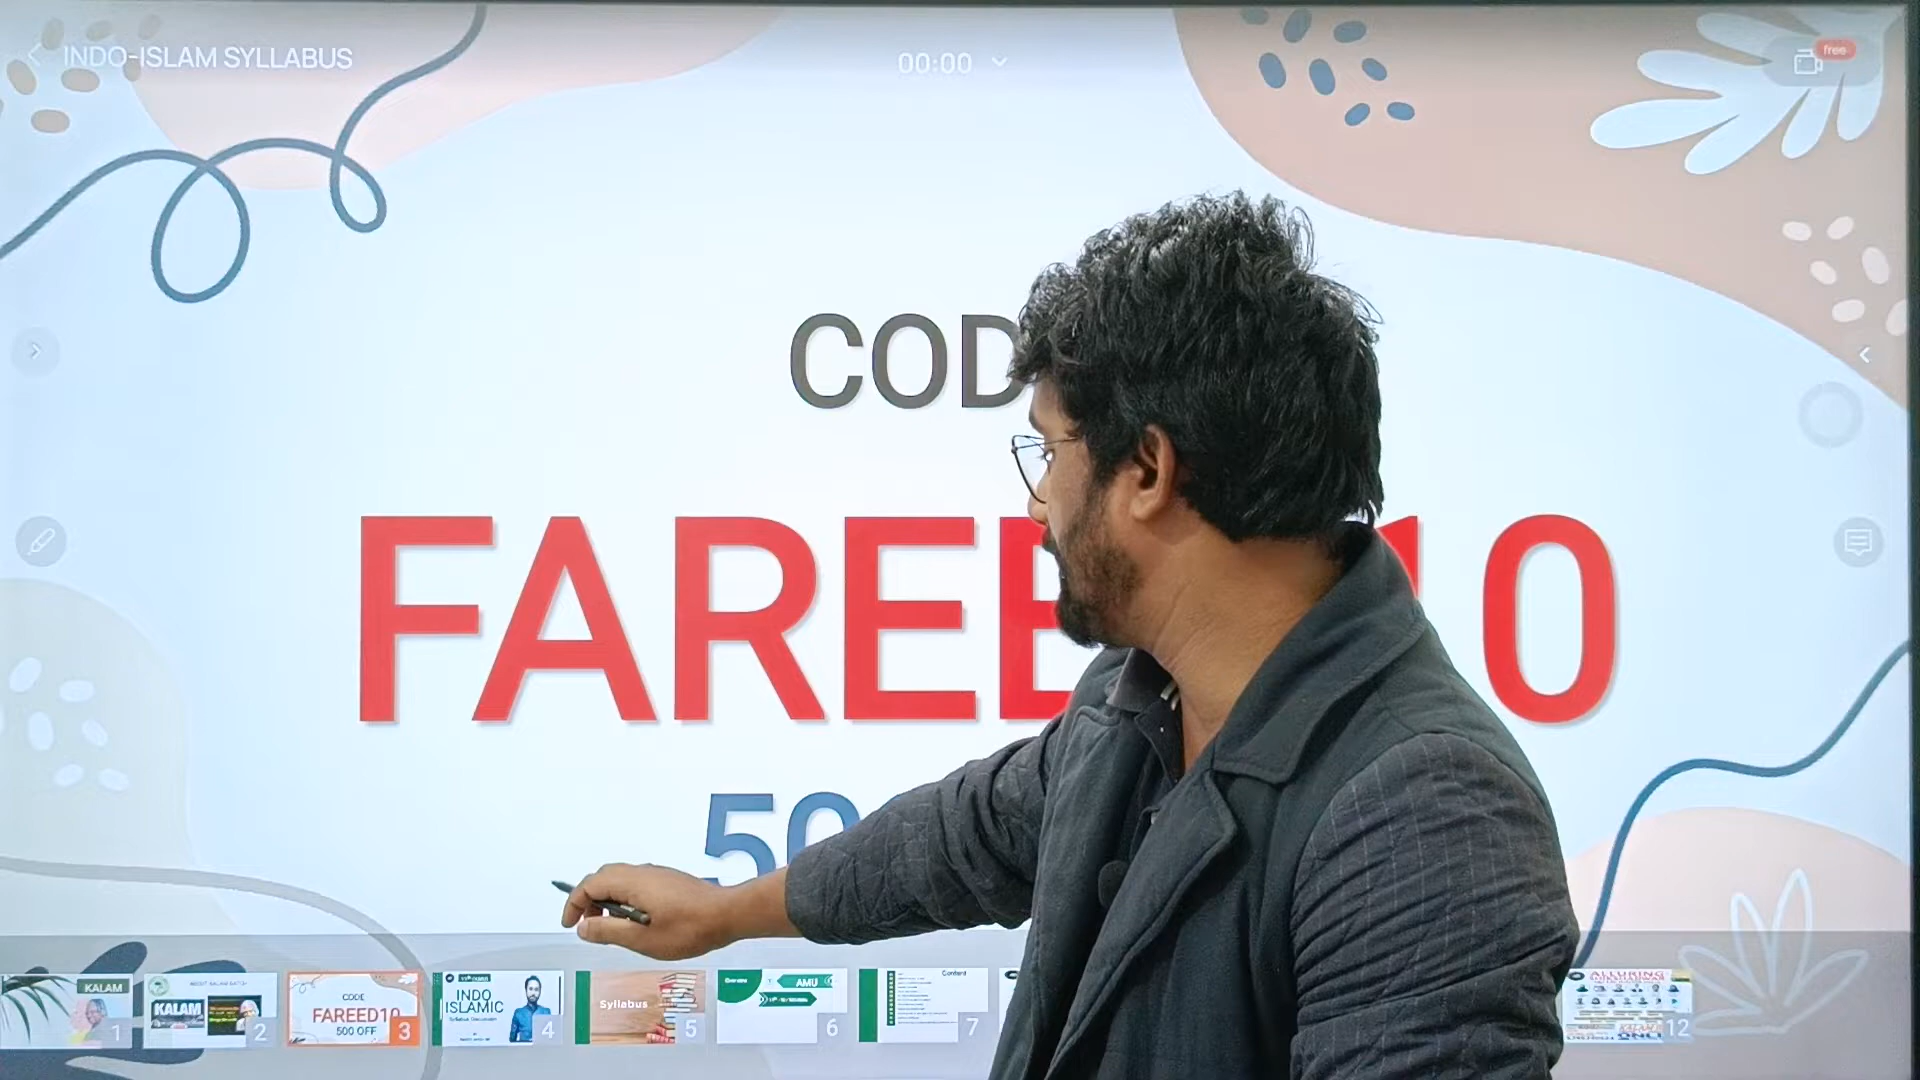 INDO-ISLAM SYLLABUS
00:00
free
COD
FAREE 10
50
KALAM
1
KALAM
2
CODE
FAREED10
500 OFF
3
INDO
ISLAMIC
4
Syllabus
5
AMU
6
Content
7
ALLURING
12